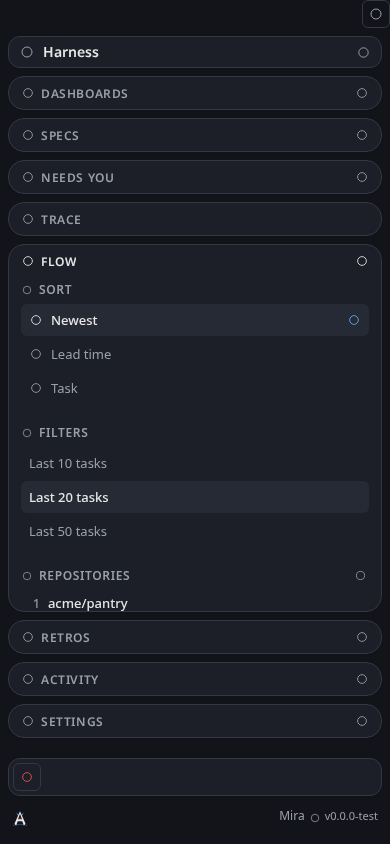 Harness
DASHBOARDS
SPECS
NEEDS YOU
TRACE
FLOW
SORT
Newest
Lead time
Task
FILTERS
Last 10 tasks
Last 20 tasks
Last 50 tasks
REPOSITORIES
1 acme/pantry
RETROS
ACTIVITY
SETTINGS
A Mira v0.0.0-test